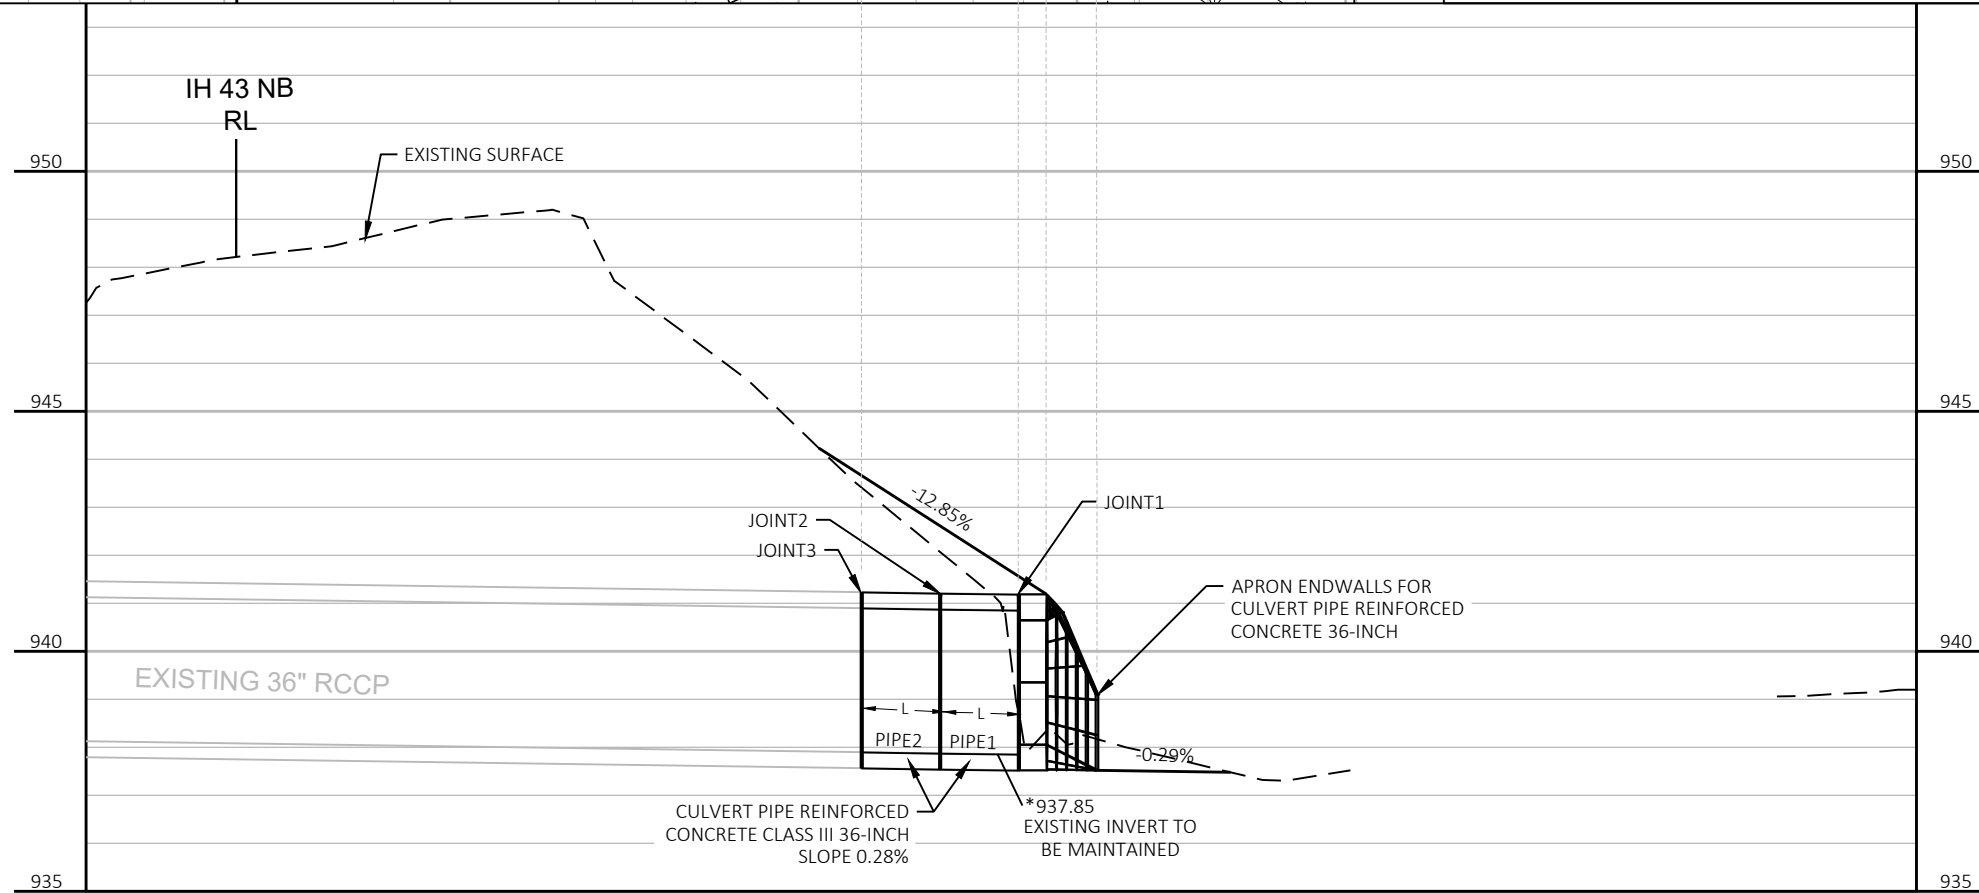 IH 43 NB
RL
EXISTING SURFACE
950
950
945
945
-12.85%
JOINT1
JOINT2
JOINT3
APRON ENDWALLS FOR
CULVERT PIPE REINFORCED
CONCRETE 36-INCH
940
940
EXISTING 36" RCCP
L
L
PIPE2
PIPE1
-0.29%
*937.85
EXISTING INVERT TO
BE MAINTAINED
CULVERT PIPE REINFORCED
CONCRETE CLASS III 36-INCH
SLOPE 0.28%
935
935